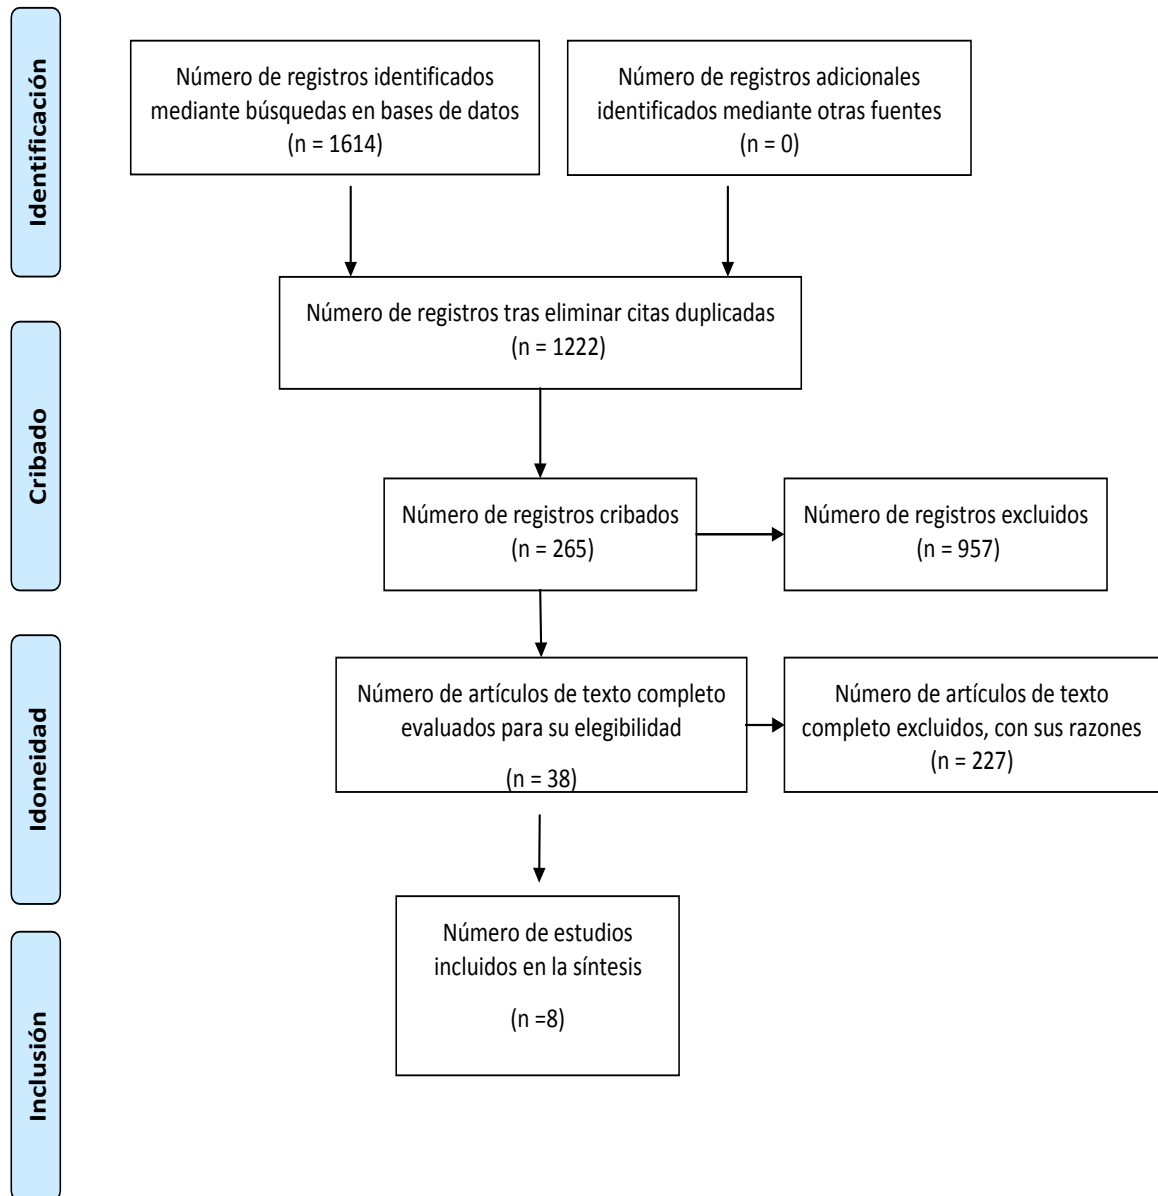 Identificación
Número de registros identificados
mediante búsquedas en bases de datos
(n = 1614)
Número de registros adicionales
identificados mediante otras fuentes
(n = 0)
Número de registros tras eliminar citas duplicadas
(n = 1222)
Cribado
Número de registros cribados
(n = 265)
Número de registros excluidos
(n = 957)
Idoneidad
Número de artículos de texto completo
evaluados para su elegibilidad
(n = 38)
Número de artículos de texto
completo excluidos, con sus razones
(n = 227)
Inclusión
Número de estudios
incluidos en la síntesis
(n =8)